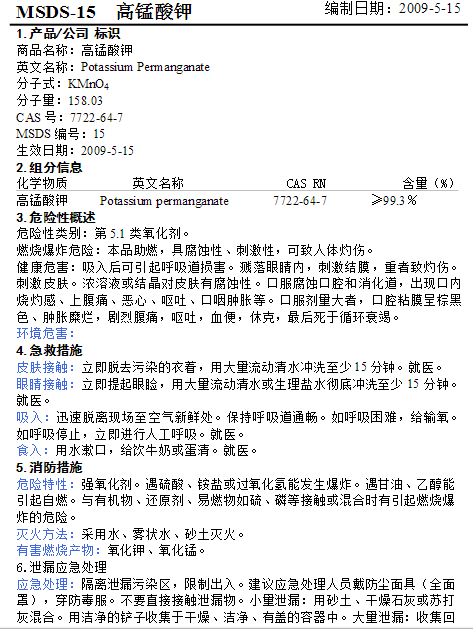 MSDS-15 高锰酸钾 编制日期：2009-5-15
1.产品/公司 标识
商品名称：高锰酸钾
英文名称：Potassium Permanganate
分子式：KMnO₄
分子量：158.03
CAS 号：7722-64-7
MSDS 编号：15
生效日期：2009-5-15
2.组分信息
化学物质 英文名称 CAS RN 含量（%）
高锰酸钾 Potassium permanganate 7722-64-7 ≥99.3%
3.危险性概述
危险性类别：第 5.1 类氧化剂。
燃烧爆炸危险：本品助燃，具腐蚀性、刺激性，可致人体灼伤。
健康危害：吸入后可引起呼吸道损害。溅落眼睛内，刺激结膜，重者致灼伤。
刺激皮肤。浓溶液或结晶对皮肤有腐蚀性。口服腐蚀口腔和消化道，出现口内
烧灼感、上腹痛、恶心、呕吐、口咽肿胀等。口服剂量大者，口腔粘膜呈棕黑
色、肿胀糜烂，剧烈腹痛，呕吐，血便，休克，最后死于循环衰竭。
环境危害：
4.急救措施
皮肤接触：立即脱去污染的衣着，用大量流动清水冲洗至少 15 分钟。就医。
眼睛接触：立即提起眼睑，用大量流动清水或生理盐水彻底冲洗至少 15 分钟。
就医。
吸入：迅速脱离现场至空气新鲜处。保持呼吸道通畅。如呼吸困难，给输氧。
如呼吸停止，立即进行人工呼吸。就医。
食入：用水漱口，给饮牛奶或蛋清。就医。
5.消防措施
危险特性：强氧化剂。遇硫酸、铵盐或过氧化氢能发生爆炸。遇甘油、乙醇能
引起自燃。与有机物、还原剂、易燃物如硫、磷等接触或混合时有引起燃烧爆
炸的危险。
灭火方法：采用水、雾状水、砂土灭火。
有害燃烧产物：氧化钾、氧化锰。
6.泄漏应急处理
应急处理：隔离泄漏污染区，限制出入。建议应急处理人员戴防尘面具（全面
罩），穿防毒服。不要直接接触泄漏物。小量泄漏：用砂土、干燥石灰或苏打
灰混合。用洁净的铲子收集于干燥、洁净、有盖的容器中。大量泄漏：收集回